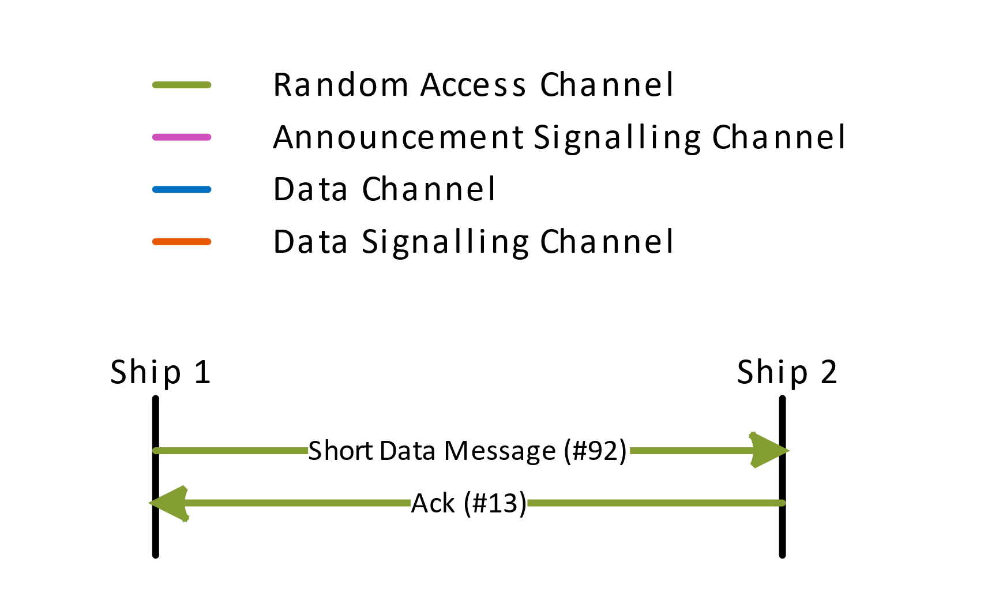 Random Access Channel
Announcement Signalling Channel
Data Channel
Data Signalling Channel
Ship 1
Ship 2
Short Data Message (#92)
Ack (#13)